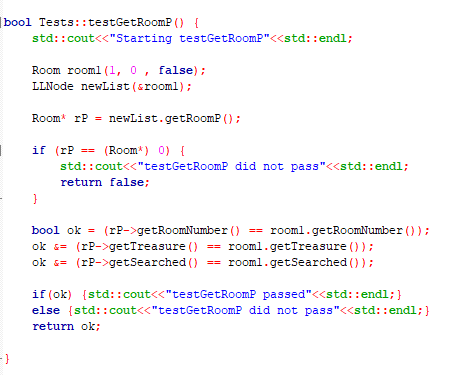 bool Tests::testGetRoomP() {
std::cout<<"Starting testGetRoomP"<<std::endl;
Room room1(1, 0 , false);
LLNode newList(&room1);
Room* rP = newList.getRoomP();
if (rP == (Room*) 0) {
std::cout<<"testGetRoomP did not pass"<<std::endl;
return false;
}
bool ok = (rP->getRoomNumber() == room1.getRoomNumber());
ok &= (rP->getTreasure() == room1.getTreasure());
ok &= (rP->getSearched() == room1.getSearched());
if(ok) {std::cout<<"testGetRoomP passed"<<std::endl;}
else {std::cout<<"testGetRoomP did not pass"<<std::endl;}
return ok;
}